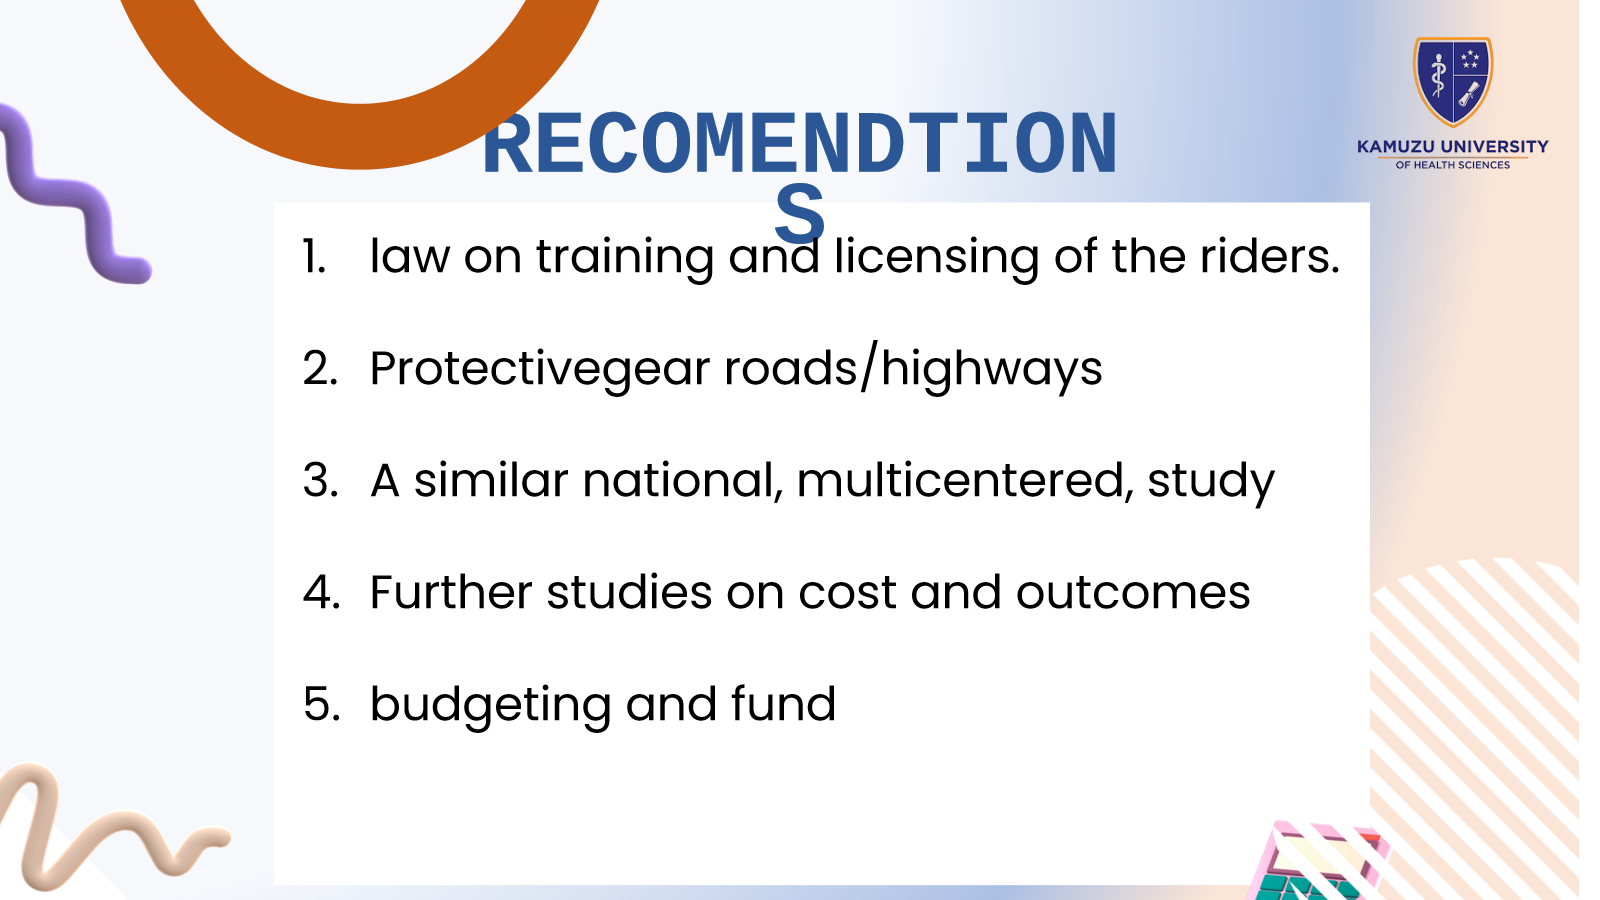 KAMUZU UNIVERSITY
OF HEALTH SCIENCES
RECOMENDTION
S
1. law on training and licensing of the riders.
2. Protectivegear roads/highways
3. A similar national, multicentered, study
4. Further studies on cost and outcomes
5. budgeting and fund